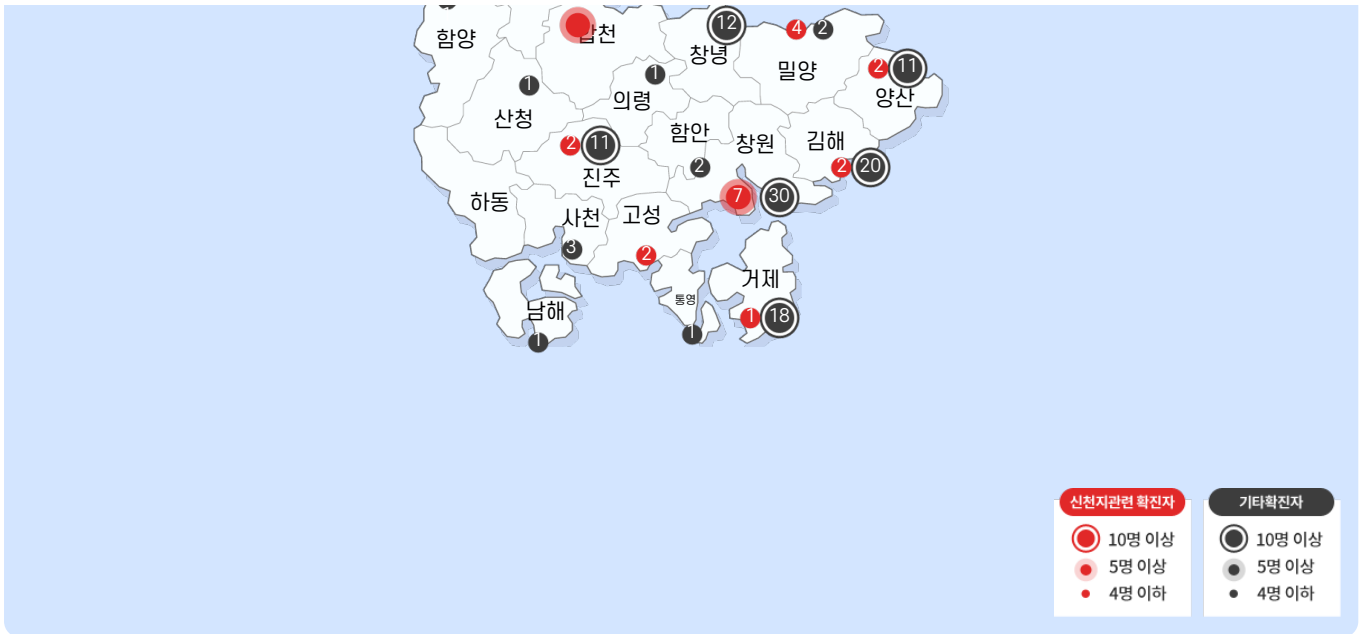 12
4 2
함양
합천
창녕
2 11
밀양
1
1
의령
양산
산청
함안
창원
김해
2 11
2
2 20
진주
하동
7 30
사천
고성
3
2
거제
통영
남해
1 18
1
1
신천지관련 확진자
10명 이상
5명 이상
4명 이하
기타확진자
10명 이상
5명 이상
4명 이하